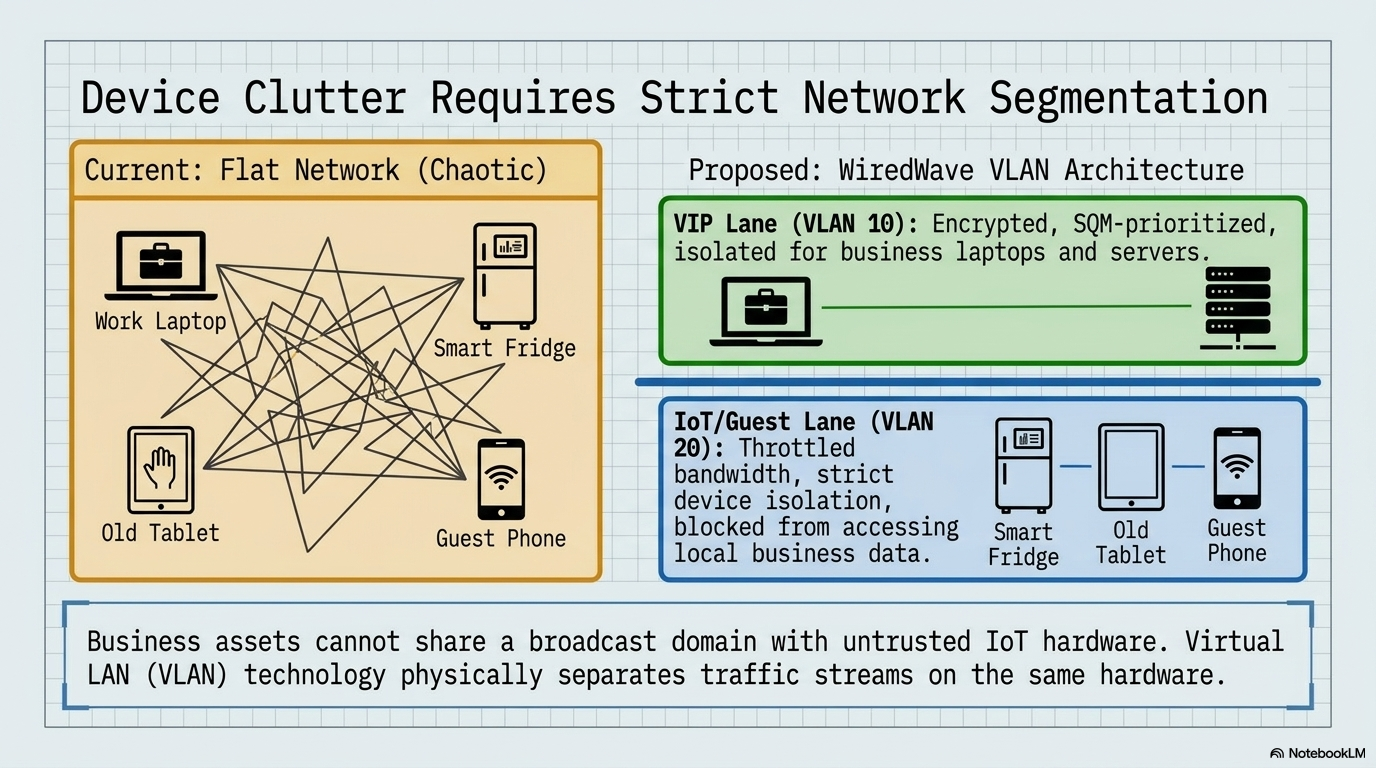 Device Clutter Requires Strict Network Segmentation
Current: Flat Network (Chaotic)
Work Laptop
Smart Fridge
Old Tablet
Guest Phone
Proposed: WiredWave VLAN Architecture
VIP Lane (VLAN 10): Encrypted, SQM-prioritized,
isolated for business laptops and servers.
IoT/Guest Lane (VLAN
20): Throttled
bandwidth, strict
device isolation,
blocked from accessing
local business data.
Smart
Fridge
Old
Tablet
Guest
Phone
Business assets cannot share a broadcast domain with untrusted IoT hardware. Virtual
LAN (VLAN) technology physically separates traffic streams on the same hardware.
NotebookLM